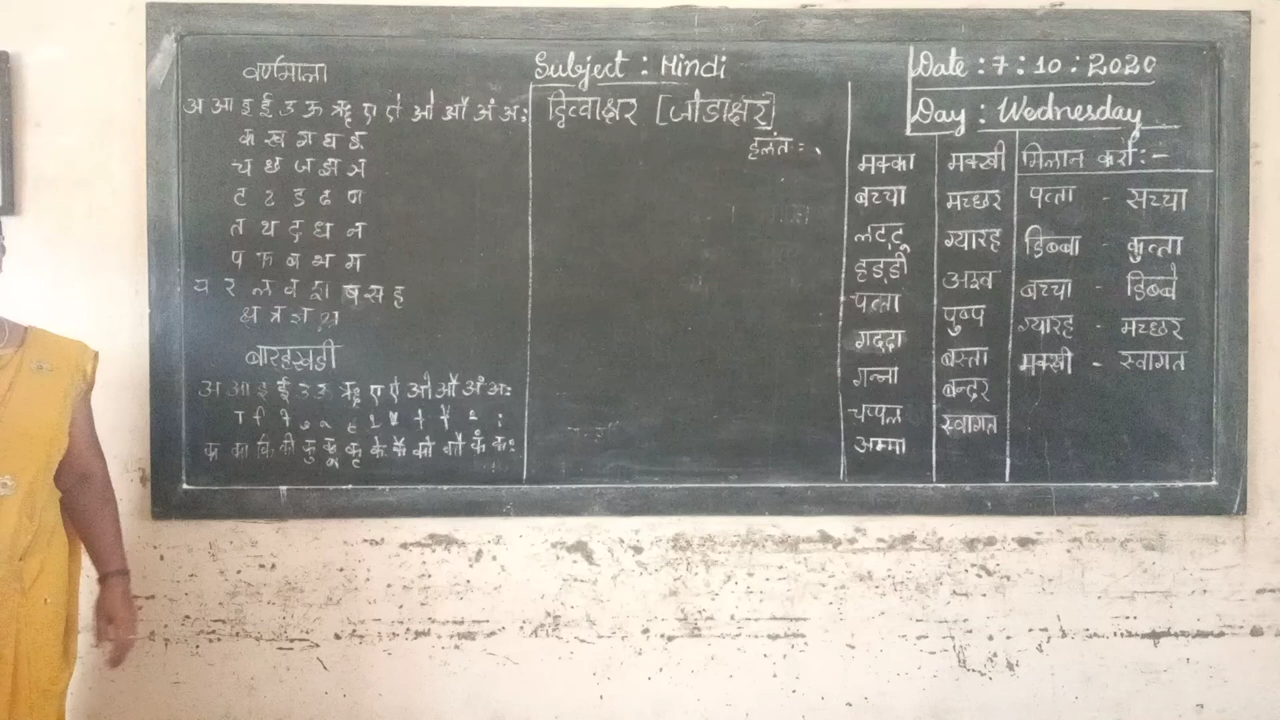 वर्णमाला
अ आ इ ई उ ऊ ऋ ए ऐ ओ औ अं अः
क ख ग घ ङ
च छ ज झ ञ
ट ठ ड ढ ण
त थ द ध न
प फ ब भ म
य र ल व श ष स ह
क्ष त्र ज्ञ श्र
बारहखडी
अ आ इ ई उ ऊ ऋ ए ऐ ओ औ अं अः
ा ि ी ु ू ृ े ै ो ौ ं ः
क का कि की कु कू कृ के कै को कौ कं कः
Subject : Hindi
द्वित्वाक्षर [जोडाक्षर]
हलंत :- ्
Date : 7 : 10 : 2020
Day : Wednesday
मक्का
बच्चा
लट्टू
हड्डी
पत्ता
गद्दा
गन्ना
चप्पल
अम्मा
मक्खी
मच्छर
ग्यारह
अश्व
पुष्प
बस्ता
बन्दर
स्वागत
मिलान करो :-
पत्ता - सच्चा
डिब्बा - कुत्ता
बच्चा - डिब्बे
ग्यारह - मच्छर
मक्खी - स्वागत